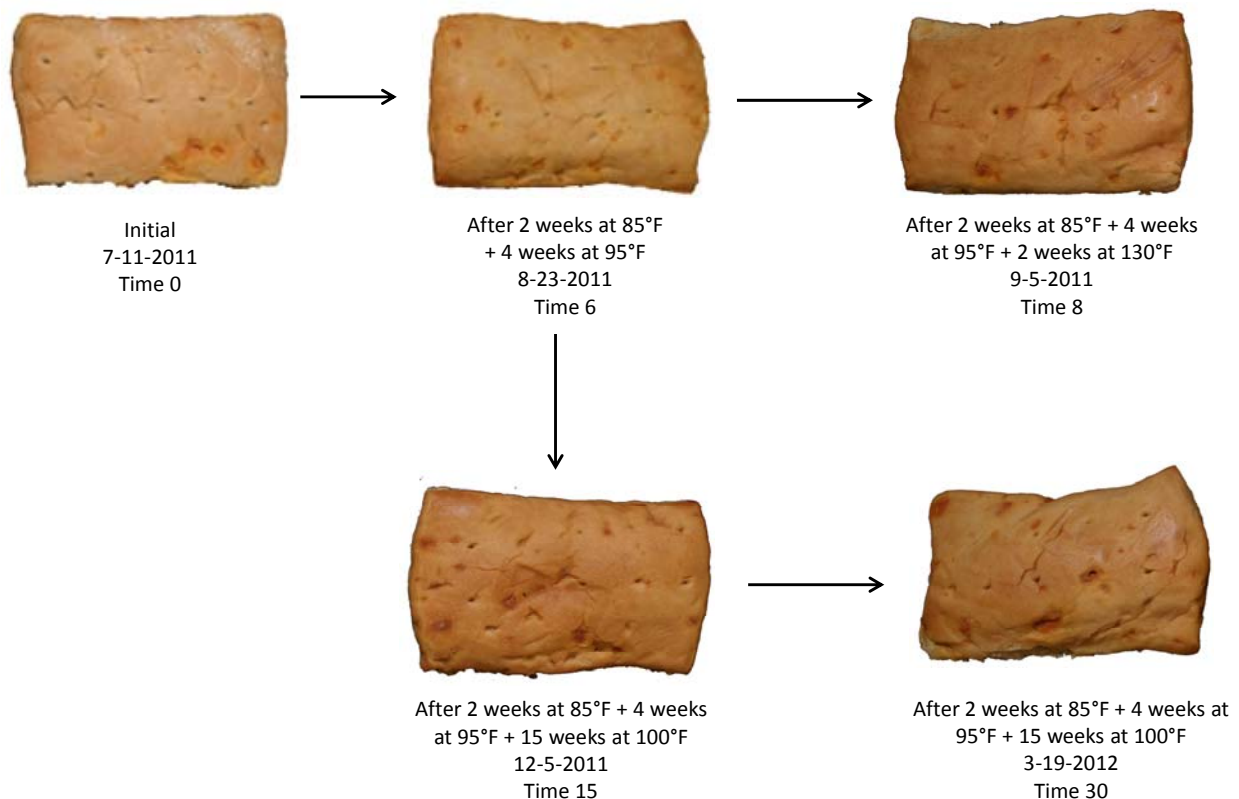 Initial
7-11-2011
Time 0
After 2 weeks at 85°F
+ 4 weeks at 95°F
8-23-2011
Time 6
After 2 weeks at 85°F + 4 weeks
at 95°F + 2 weeks at 130°F
9-5-2011
Time 8
After 2 weeks at 85°F + 4 weeks
at 95°F + 15 weeks at 100°F
12-5-2011
Time 15
After 2 weeks at 85°F + 4 weeks at
95°F + 15 weeks at 100°F
3-19-2012
Time 30